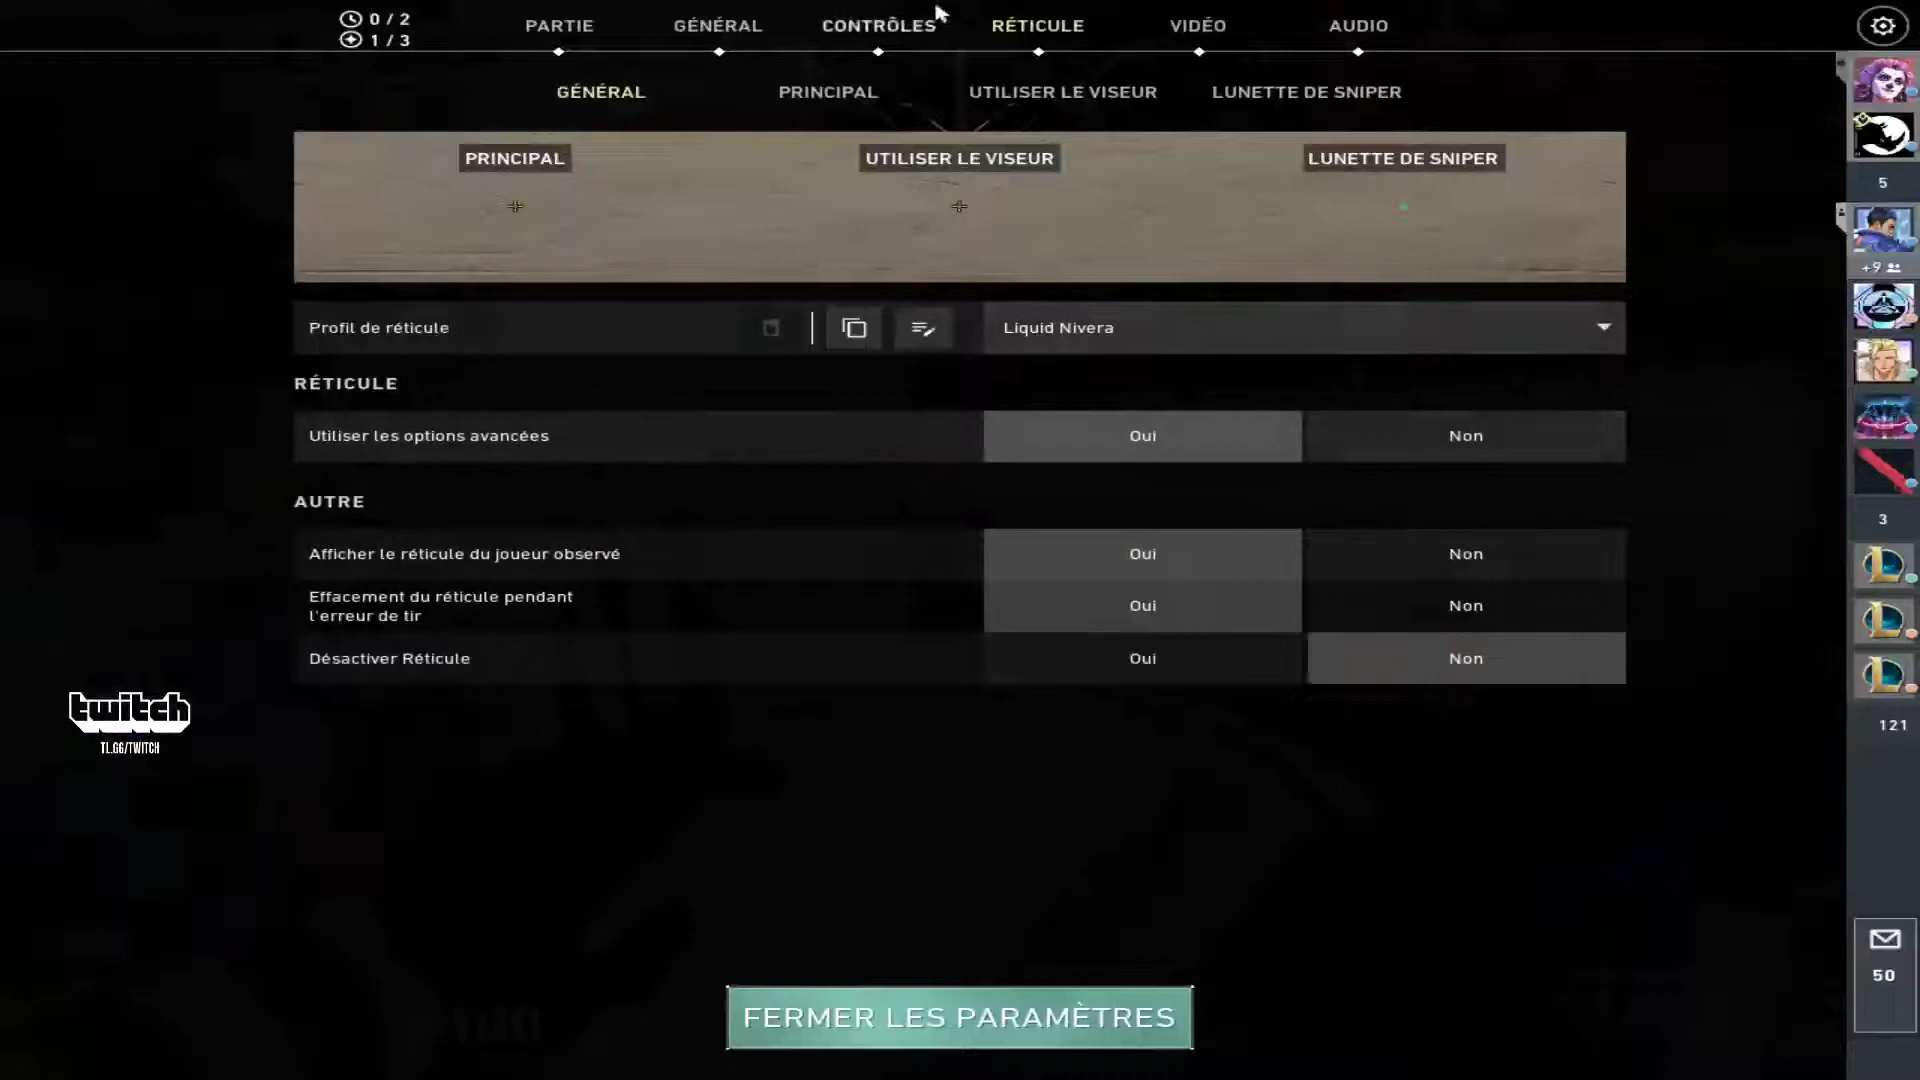 0 / 2
1 / 3
PARTIE GÉNÉRAL CONTRÔLES RÉTICULE VIDÉO AUDIO
GÉNÉRAL PRINCIPAL UTILISER LE VISEUR LUNETTE DE SNIPER
PRINCIPAL UTILISER LE VISEUR LUNETTE DE SNIPER
Profil de réticule Liquid Nivera
RÉTICULE
Utiliser les options avancées Oui Non
AUTRE
Afficher le réticule du joueur observé Oui Non
Effacement du réticule pendant
l'erreur de tir Oui Non
Désactiver Réticule Oui Non
twitch
TL.GG/TWITCH
FERMER LES PARAMÈTRES
5
+9
3
121
50